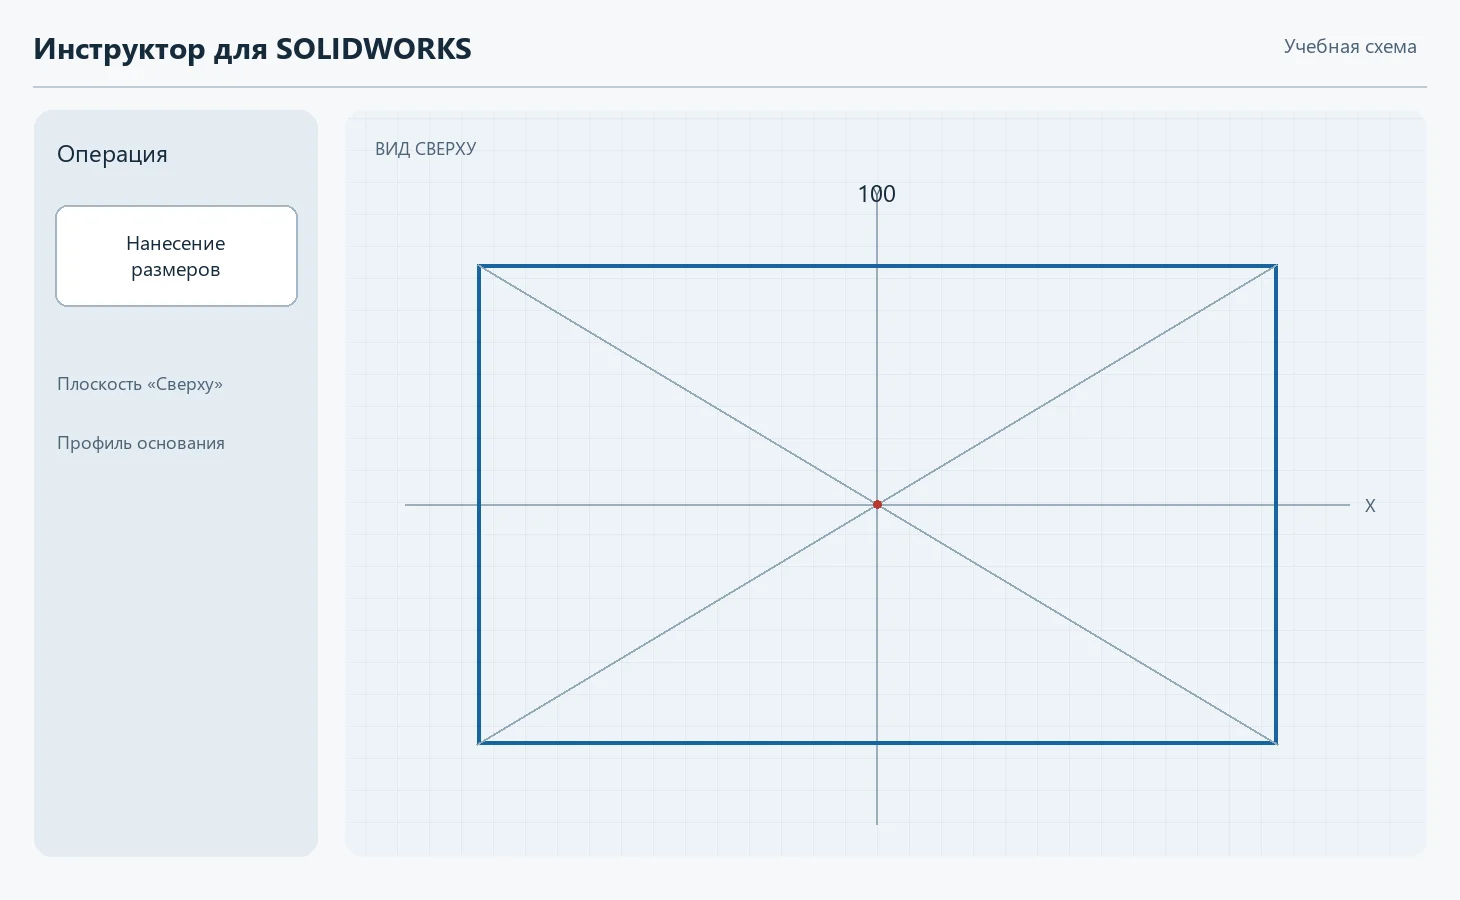 Инструктор для SOLIDWORKS
Учебная схема
Операция
Нанесение
размеров
Плоскость «Сверху»
Профиль основания
ВИД СВЕРХУ
100
X